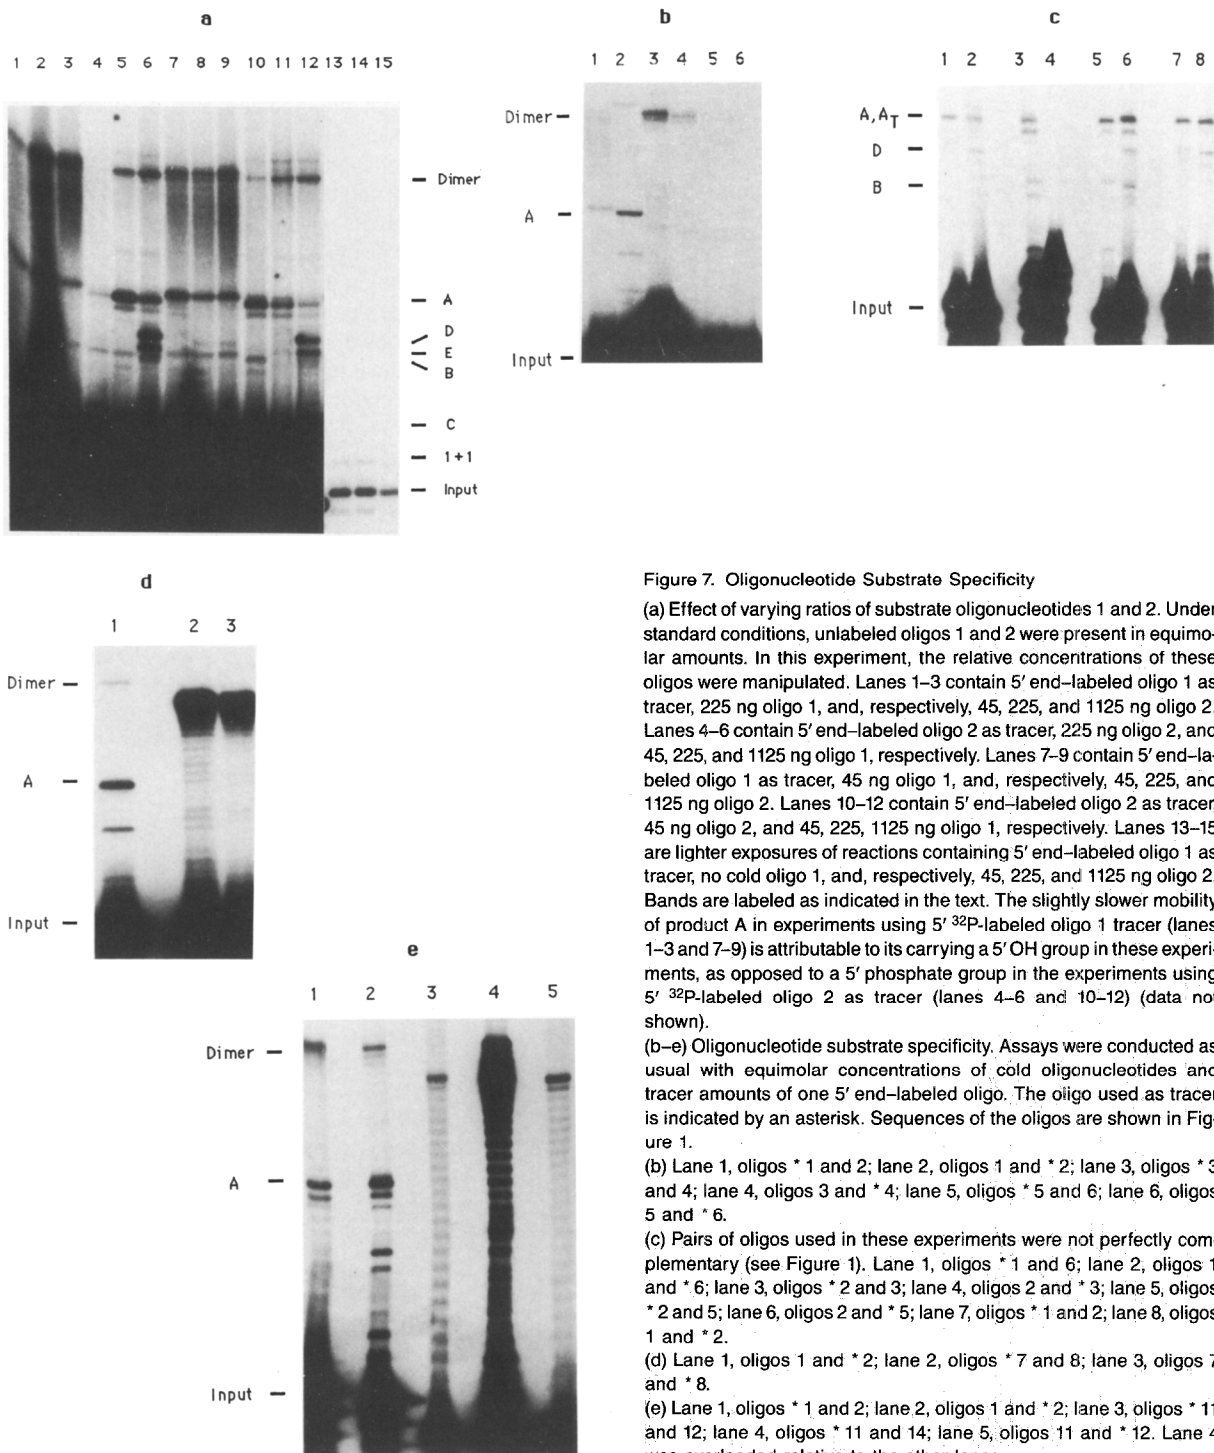 a
1 2 3 4 5 6 7 8 9 10 11 12 13 14 15
Dimer
A
D
E
B
C
1+1
Input
b
1 2 3 4 5 6
Dimer
A
Input
c
1 2 3 4 5 6 7 8
A,A_T
D
B
Input
d
1 2 3
Dimer
A
Input
e
1 2 3 4 5
Dimer
A
Input
Figure 7. Oligonucleotide Substrate Specificity
(a) Effect of varying ratios of substrate oligonucleotides 1 and 2. Under
standard conditions, unlabeled oligos 1 and 2 were present in equimo-
lar amounts. In this experiment, the relative concentrations of these
oligos were manipulated. Lanes 1–3 contain 5′ end–labeled oligo 1 as
tracer, 225 ng oligo 1, and, respectively, 45, 225, and 1125 ng oligo 2.
Lanes 4–6 contain 5′ end–labeled oligo 2 as tracer, 225 ng oligo 2, and
45, 225, and 1125 ng oligo 1, respectively. Lanes 7–9 contain 5′ end–la-
beled oligo 1 as tracer, 45 ng oligo 1, and, respectively, 45, 225, and
1125 ng oligo 2. Lanes 10–12 contain 5′ end–labeled oligo 2 as tracer,
45 ng oligo 2, and 45, 225, 1125 ng oligo 1, respectively. Lanes 13–15
are lighter exposures of reactions containing 5′ end–labeled oligo 1 as
tracer, no cold oligo 1, and, respectively, 45, 225, and 1125 ng oligo 2.
Bands are labeled as indicated in the text. The slightly slower mobility
of product A in experiments using 5′ ³²P-labeled oligo 1 tracer (lanes
1–3 and 7–9) is attributable to its carrying a 5′ OH group in these experi-
ments, as opposed to a 5′ phosphate group in the experiments using
5′ ³²P-labeled oligo 2 as tracer (lanes 4–6 and 10–12) (data not
shown).
(b–e) Oligonucleotide substrate specificity. Assays were conducted as
usual with equimolar concentrations of cold oligonucleotides and
tracer amounts of one 5′ end–labeled oligo. The oligo used as tracer
is indicated by an asterisk. Sequences of the oligos are shown in Fig-
ure 1.
(b) Lane 1, oligos * 1 and 2; lane 2, oligos 1 and * 2; lane 3, oligos * 3
and 4; lane 4, oligos 3 and * 4; lane 5, oligos * 5 and 6; lane 6, oligos
5 and * 6.
(c) Pairs of oligos used in these experiments were not perfectly com-
plementary (see Figure 1). Lane 1, oligos * 1 and 6; lane 2, oligos 1
and * 6; lane 3, oligos * 2 and 3; lane 4, oligos 2 and * 3; lane 5, oligos
* 2 and 5; lane 6, oligos 2 and * 5; lane 7, oligos * 1 and 2; lane 8, oligos
1 and * 2.
(d) Lane 1, oligos 1 and * 2; lane 2, oligos * 7 and 8; lane 3, oligos 7
and * 8.
(e) Lane 1, oligos * 1 and 2; lane 2, oligos 1 and * 2; lane 3, oligos * 11
and 12; lane 4, oligos * 11 and 14; lane 5, oligos 11 and * 12. Lane 4
was overloaded relative to the other lanes.